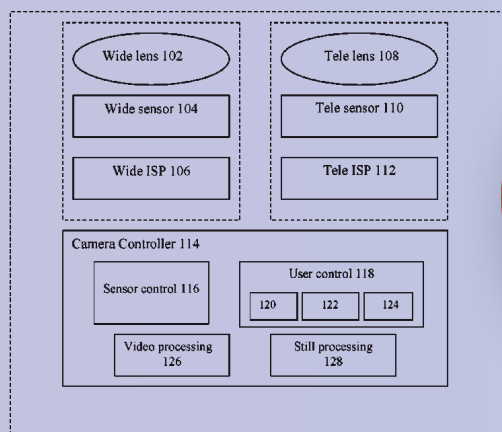 Wide lens 102
Tele lens 108
Wide sensor 104
Tele sensor 110
Wide ISP 106
Tele ISP 112
Camera Controller 114
Sensor control 116
User control 118
120
122
124
Video processing
126
Still processing
128